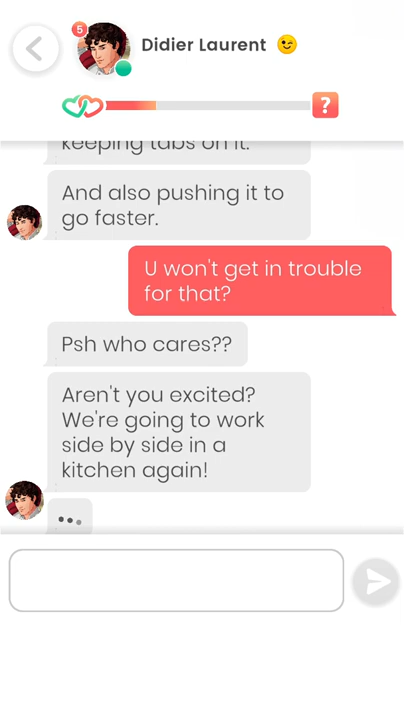 5
Didier Laurent
?
keeping tabs on it.
And also pushing it to
go faster.
U won't get in trouble
for that?
Psh who cares??
Aren't you excited?
We're going to work
side by side in a
kitchen again!